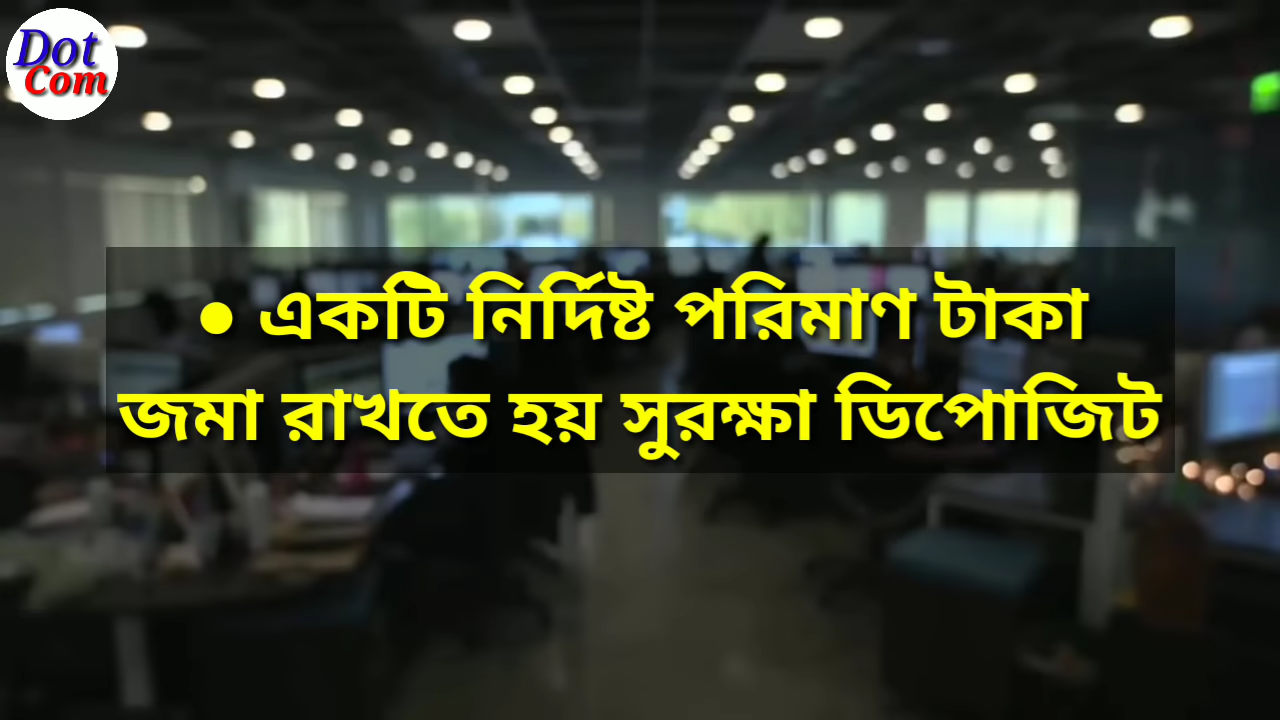 Dot
Com
● একটি নির্দিষ্ট পরিমাণ টাকা
জমা রাখতে হয় সুরক্ষা ডিপোজিট